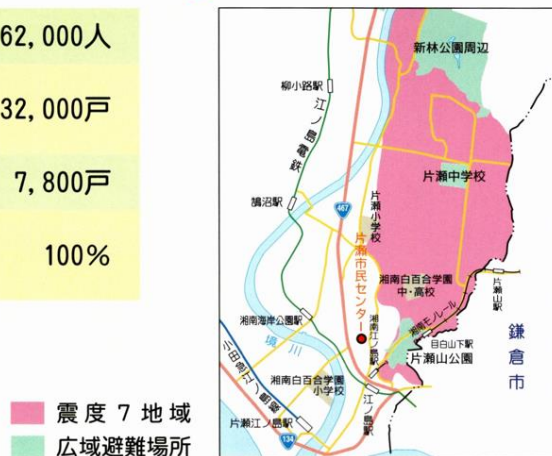 62,000人
32,000戸
7,800戸
100%
新林公園周辺
柳小路駅
江ノ島電鉄
片瀬中学校
鵠沼駅
467
片瀬小学校
片瀬市民センター
湘南白百合学園
中・高校
片瀬山駅
湘南モノレール
湘南海岸公園駅
湘南江ノ島駅
目白山下駅
鎌倉市
境川
片瀬山公園
小田急江ノ島線
湘南白百合学園
小学校
江ノ島駅
片瀬江ノ島駅
134
震度7地域
広域避難場所